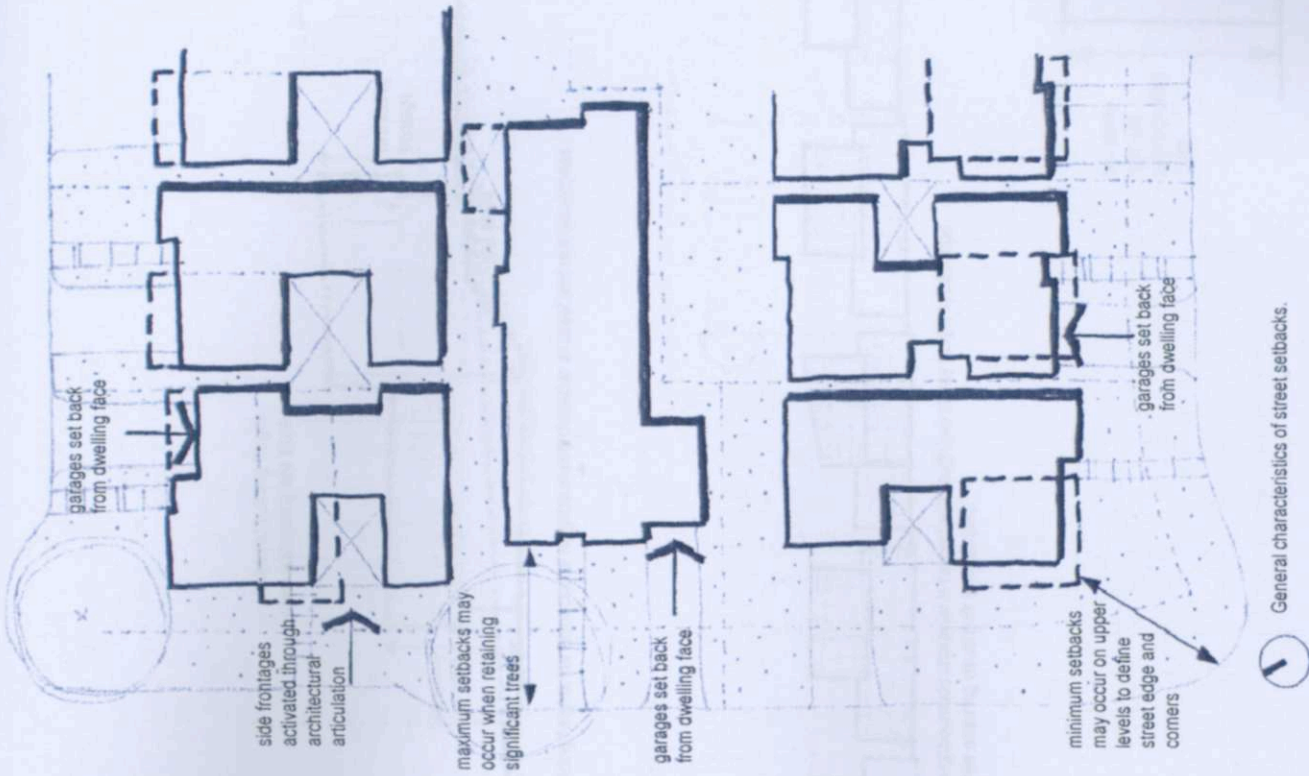 garages set back
from dwelling face
side frontages
activated through
architectural
articulation
maximum setbacks may
occur when retaining
significant trees
garages set back
from dwelling face
garages set back
from dwelling face
minimum setbacks
may occur on upper
levels to define
street edge and
corners
General characteristics of street setbacks.